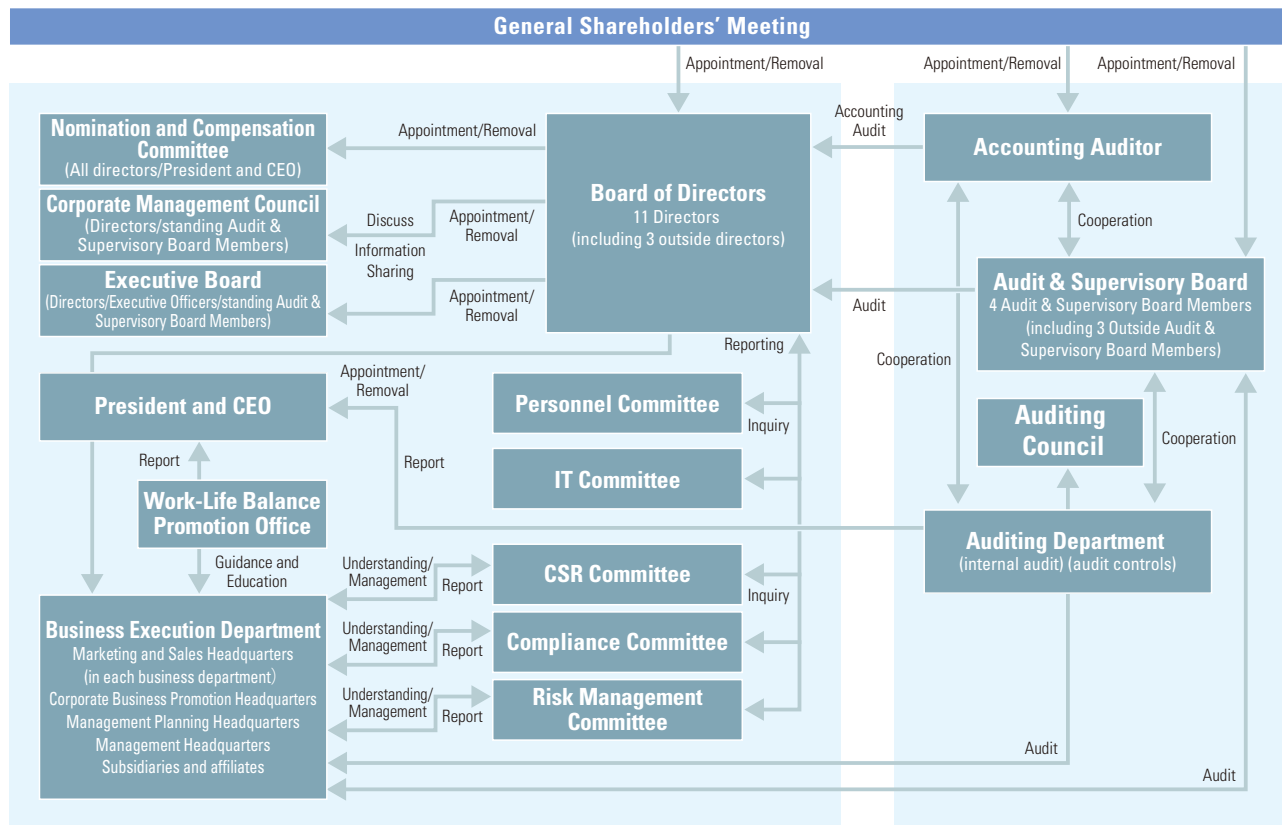 General Shareholders' Meeting
Appointment/Removal
Appointment/Removal
Appointment/Removal
Nomination and Compensation
Committee
(All directors/President and CEO)
Appointment/Removal
Corporate Management Council
(Directors/standing Audit &
Supervisory Board Members)
Discuss
Information
Sharing
Appointment/
Removal
Executive Board
(Directors/Executive Officers/standing Audit &
Supervisory Board Members)
Appointment/
Removal
Board of Directors
11 Directors
(including 3 outside directors)
Accounting
Audit
Accounting Auditor
Cooperation
Audit & Supervisory Board
4 Audit & Supervisory Board Members
(including 3 Outside Audit &
Supervisory Board Members)
Audit
Cooperation
Reporting
President and CEO
Appointment/
Removal
Report
Personnel Committee
Inquiry
IT Committee
Auditing
Council
Cooperation
Report
Work-Life Balance
Promotion Office
Guidance and
Education
Auditing Department
(internal audit) (audit controls)
Understanding/
Management
Report
CSR Committee
Inquiry
Business Execution Department
Marketing and Sales Headquarters
(in each business department)
Corporate Business Promotion Headquarters
Management Planning Headquarters
Management Headquarters
Subsidiaries and affiliates
Understanding/
Management
Report
Compliance Committee
Understanding/
Management
Report
Risk Management
Committee
Audit
Audit